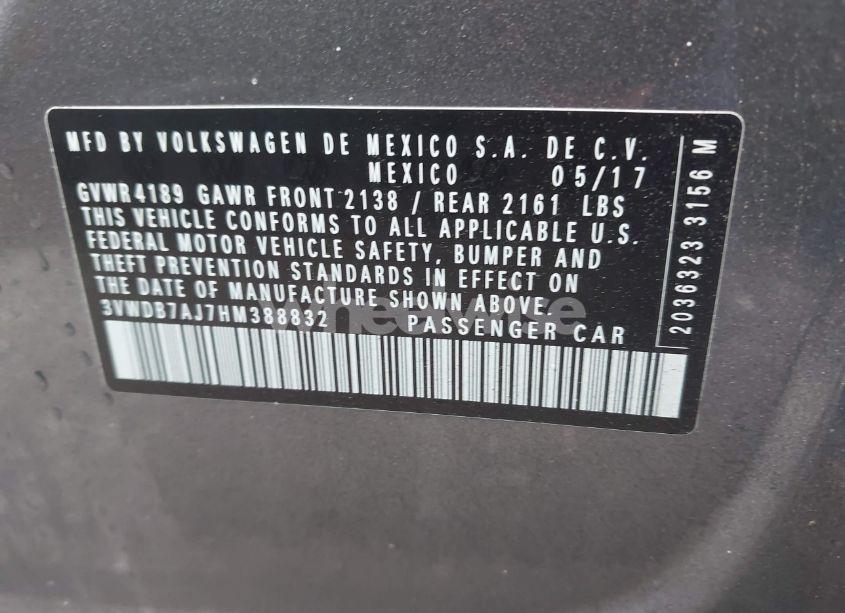 MFD BY VOLKSWAGEN DE MEXICO S.A. DE C.V.
MEXICO 05/17
GVWR4189 GAWR FRONT 2138 / REAR 2161 LBS
THIS VEHICLE CONFORMS TO ALL APPLICABLE U.S.
FEDERAL MOTOR VEHICLE SAFETY, BUMPER AND
THEFT PREVENTION STANDARDS IN EFFECT ON
THE DATE OF MANUFACTURE SHOWN ABOVE.
3VWDB7AJ7HM388832 PASSENGER CAR
2036323 3156 M